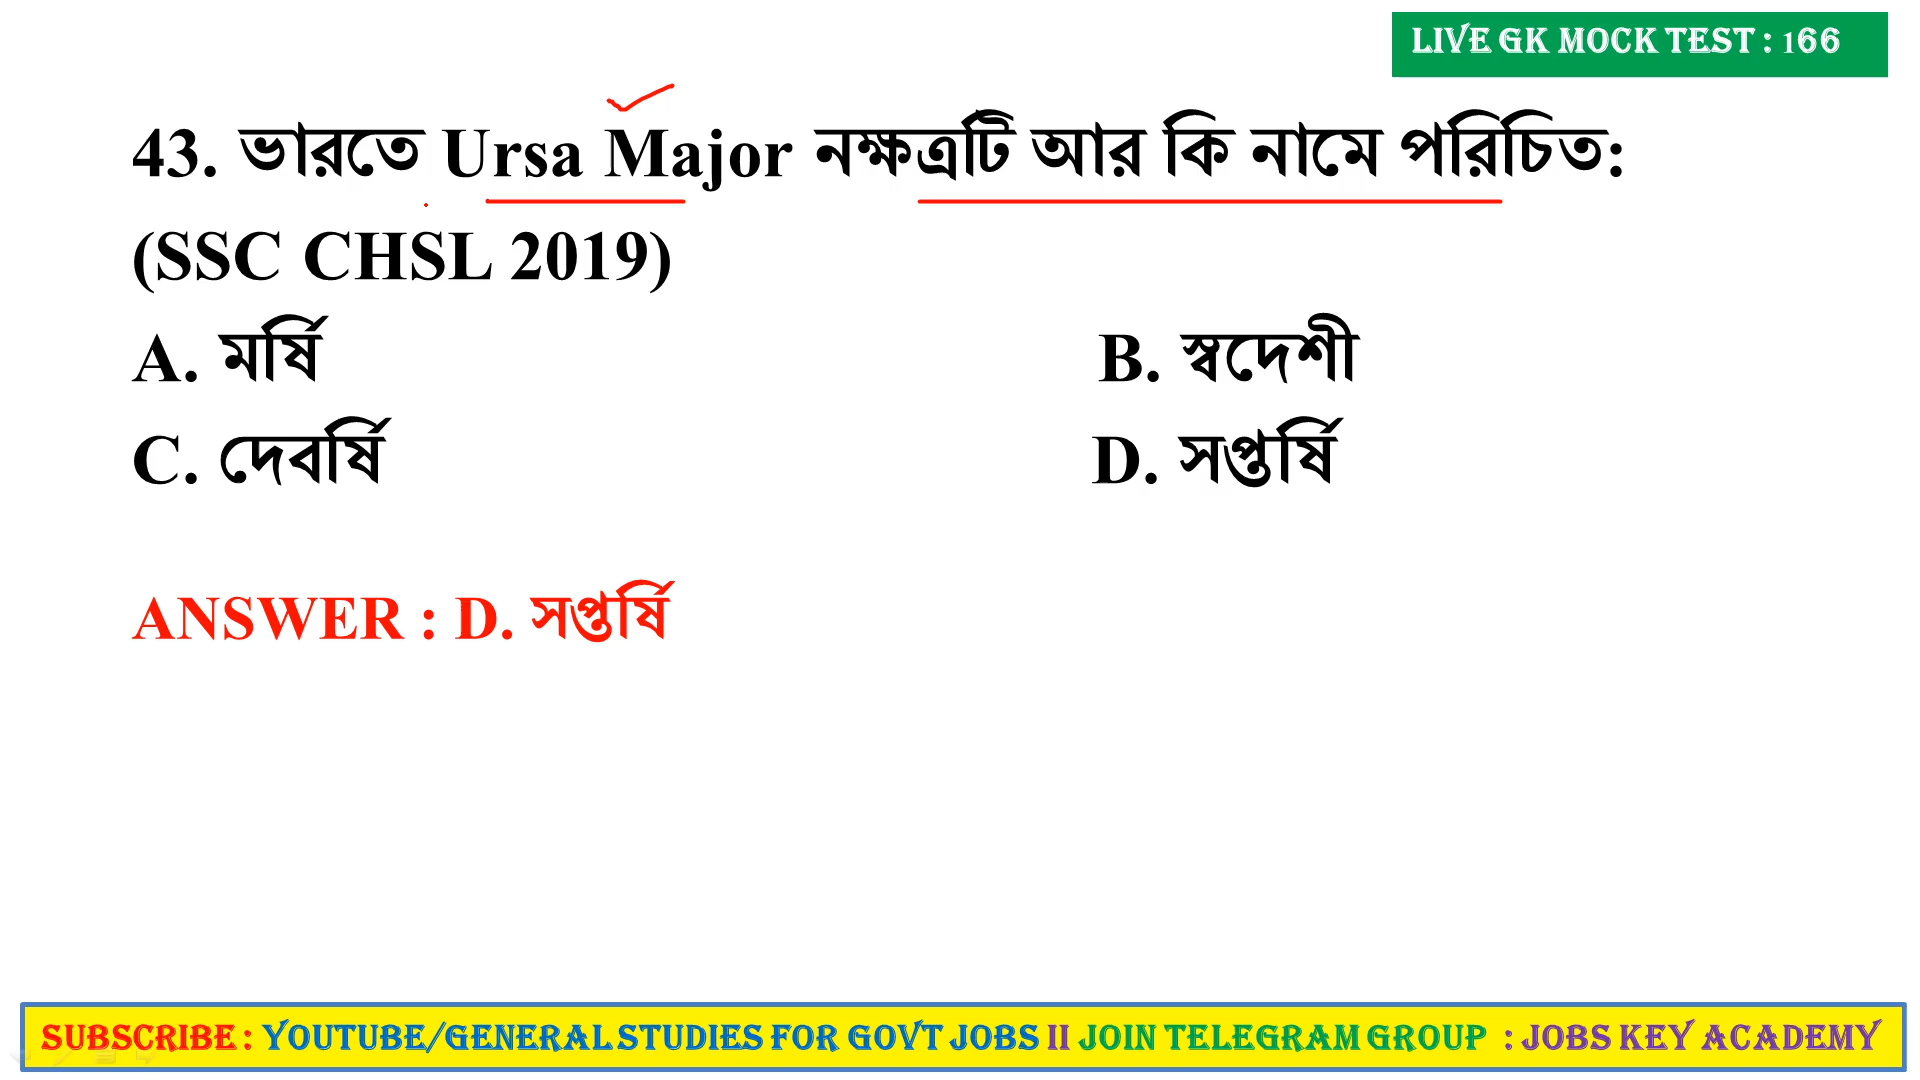 LIVE GK MOCK TEST : 166
43. ভারতে Ursa Major নক্ষত্রটি আর কি নামে পরিচিত:
(SSC CHSL 2019)
A. মর্ষি B. স্বদেশী
C. দেবর্ষি D. সপ্তর্ষি
ANSWER : D. সপ্তর্ষি
SUBSCRIBE : YOUTUBE/GENERAL STUDIES FOR GOVT JOBS II JOIN TELEGRAM GROUP : JOBS KEY ACADEMY